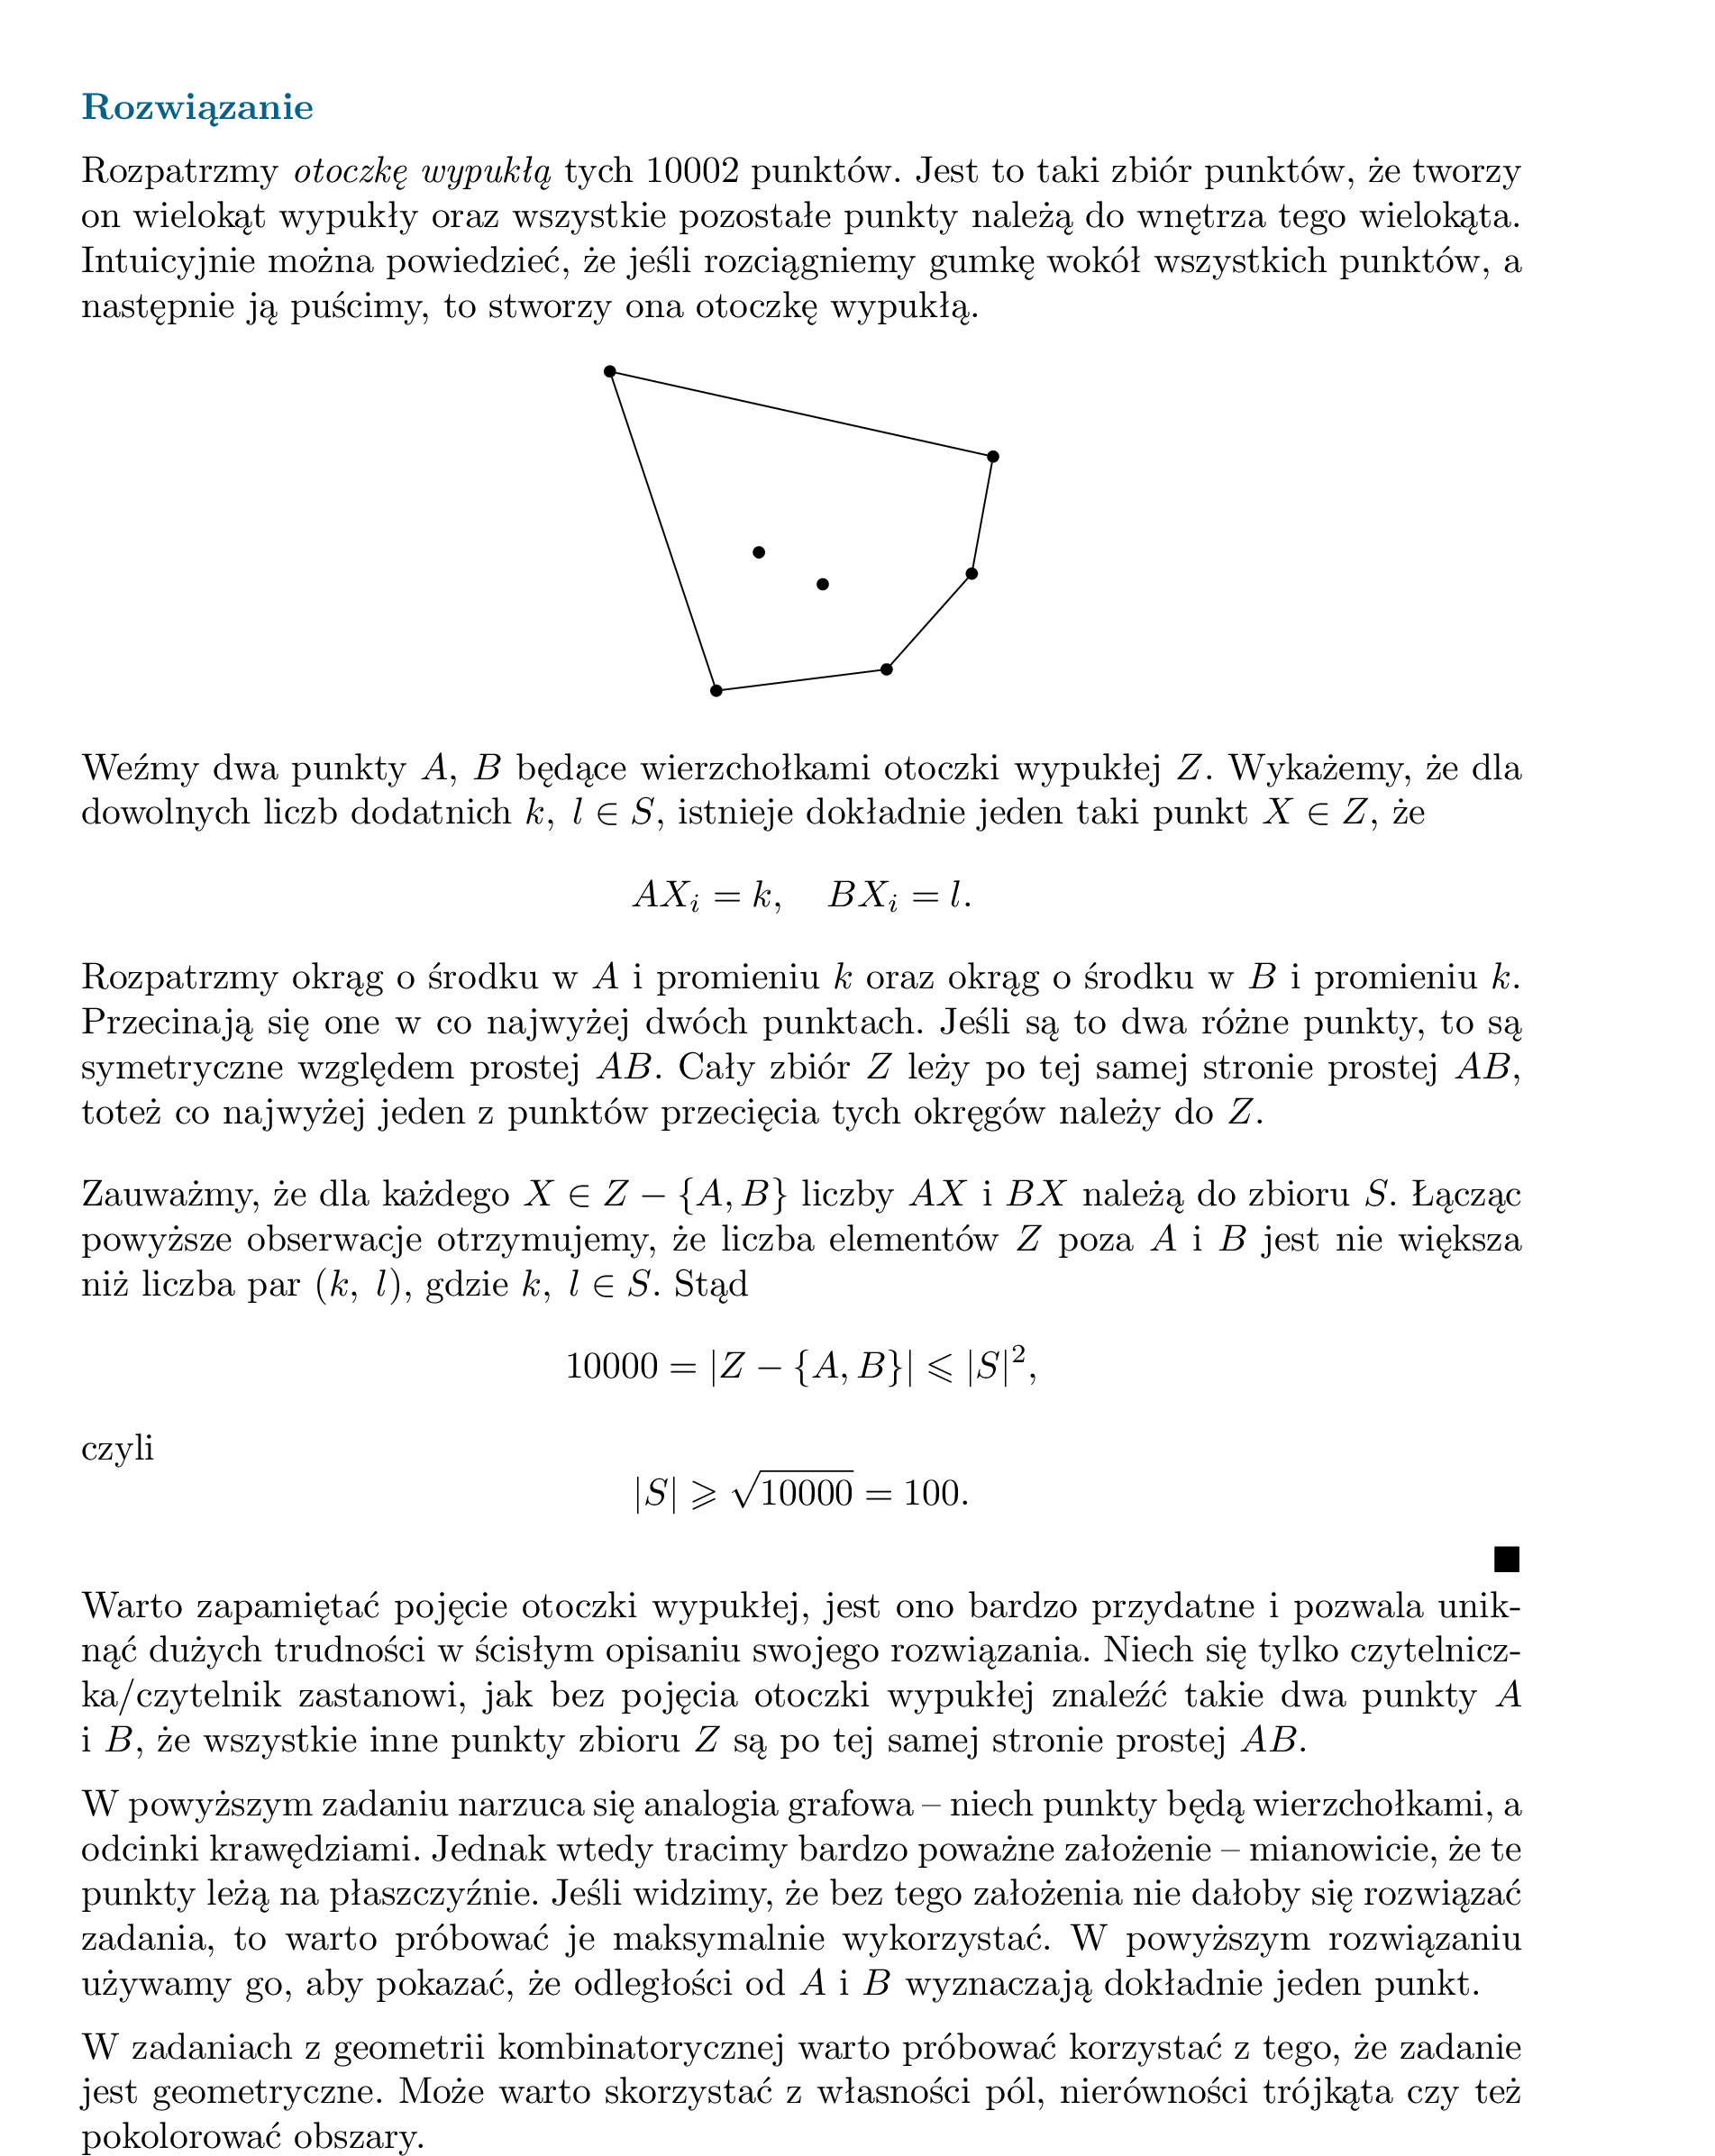 Rozwiązanie
Rozpatrzmy otoczkę wypukłą tych 10002 punktów. Jest to taki zbiór punktów, że tworzy
on wielokąt wypukły oraz wszystkie pozostałe punkty należą do wnętrza tego wielokąta.
Intuicyjnie można powiedzieć, że jeśli rozciągniemy gumkę wokół wszystkich punktów, a
następnie ją puścimy, to stworzy ona otoczkę wypukłą.
Weźmy dwa punkty A, B będące wierzchołkami otoczki wypukłej Z. Wykażemy, że dla
dowolnych liczb dodatnich k, l ∈ S, istnieje dokładnie jeden taki punkt X ∈ Z, że
AX_i = k, BX_i = l.
Rozpatrzmy okrąg o środku w A i promieniu k oraz okrąg o środku w B i promieniu k.
Przecinają się one w co najwyżej dwóch punktach. Jeśli są to dwa różne punkty, to są
symetryczne względem prostej AB. Cały zbiór Z leży po tej samej stronie prostej AB,
toteż co najwyżej jeden z punktów przecięcia tych okręgów należy do Z.
Zauważmy, że dla każdego X ∈ Z − {A, B} liczby AX i BX należą do zbioru S. Łącząc
powyższe obserwacje otrzymujemy, że liczba elementów Z poza A i B jest nie większa
niż liczba par (k, l), gdzie k, l ∈ S. Stąd
10000 = |Z − {A, B}| ⩽ |S|²,
czyli
|S| ⩾ √10000 = 100.
■
Warto zapamiętać pojęcie otoczki wypukłej, jest ono bardzo przydatne i pozwala unik-
nąć dużych trudności w ścisłym opisaniu swojego rozwiązania. Niech się tylko czytelnicz-
ka/czytelnik zastanowi, jak bez pojęcia otoczki wypukłej znaleźć takie dwa punkty A
i B, że wszystkie inne punkty zbioru Z są po tej samej stronie prostej AB.
W powyższym zadaniu narzuca się analogia grafowa – niech punkty będą wierzchołkami, a
odcinki krawędziami. Jednak wtedy tracimy bardzo poważne założenie – mianowicie, że te
punkty leżą na płaszczyźnie. Jeśli widzimy, że bez tego założenia nie dałoby się rozwiązać
zadania, to warto próbować je maksymalnie wykorzystać. W powyższym rozwiązaniu
używamy go, aby pokazać, że odległości od A i B wyznaczają dokładnie jeden punkt.
W zadaniach z geometrii kombinatorycznej warto próbować korzystać z tego, że zadanie
jest geometryczne. Może warto skorzystać z własności pól, nierówności trójkąta czy też
pokolorować obszary.